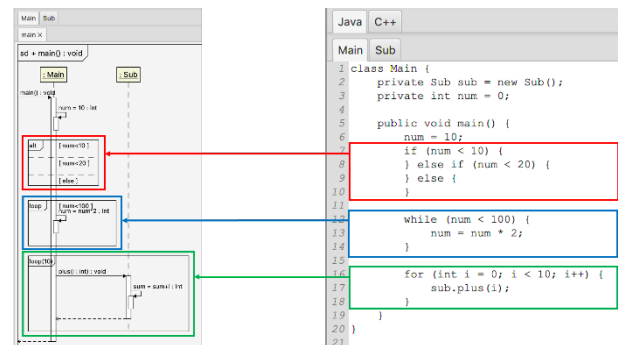 Main Sub
main x
sd + main() : void
: Main : Sub
main() : void
num = 10 : int
alt [ num<10 ]
[ num<20 ]
[ else ]
loop [ num<100 ]
num = num*2 : int
loop(10)
plus(i : int) : void
sum = sum+i : int
Java C++
Main Sub
1 class Main {
2 private Sub sub = new Sub();
3 private int num = 0;
4
5 public void main() {
6 num = 10;
7 if (num < 10) {
8 } else if (num < 20) {
9 } else {
10 }
11
12 while (num < 100) {
13 num = num * 2;
14 }
15
16 for (int i = 0; i < 10; i++) {
17 sub.plus(i);
18 }
19 }
20 }
21